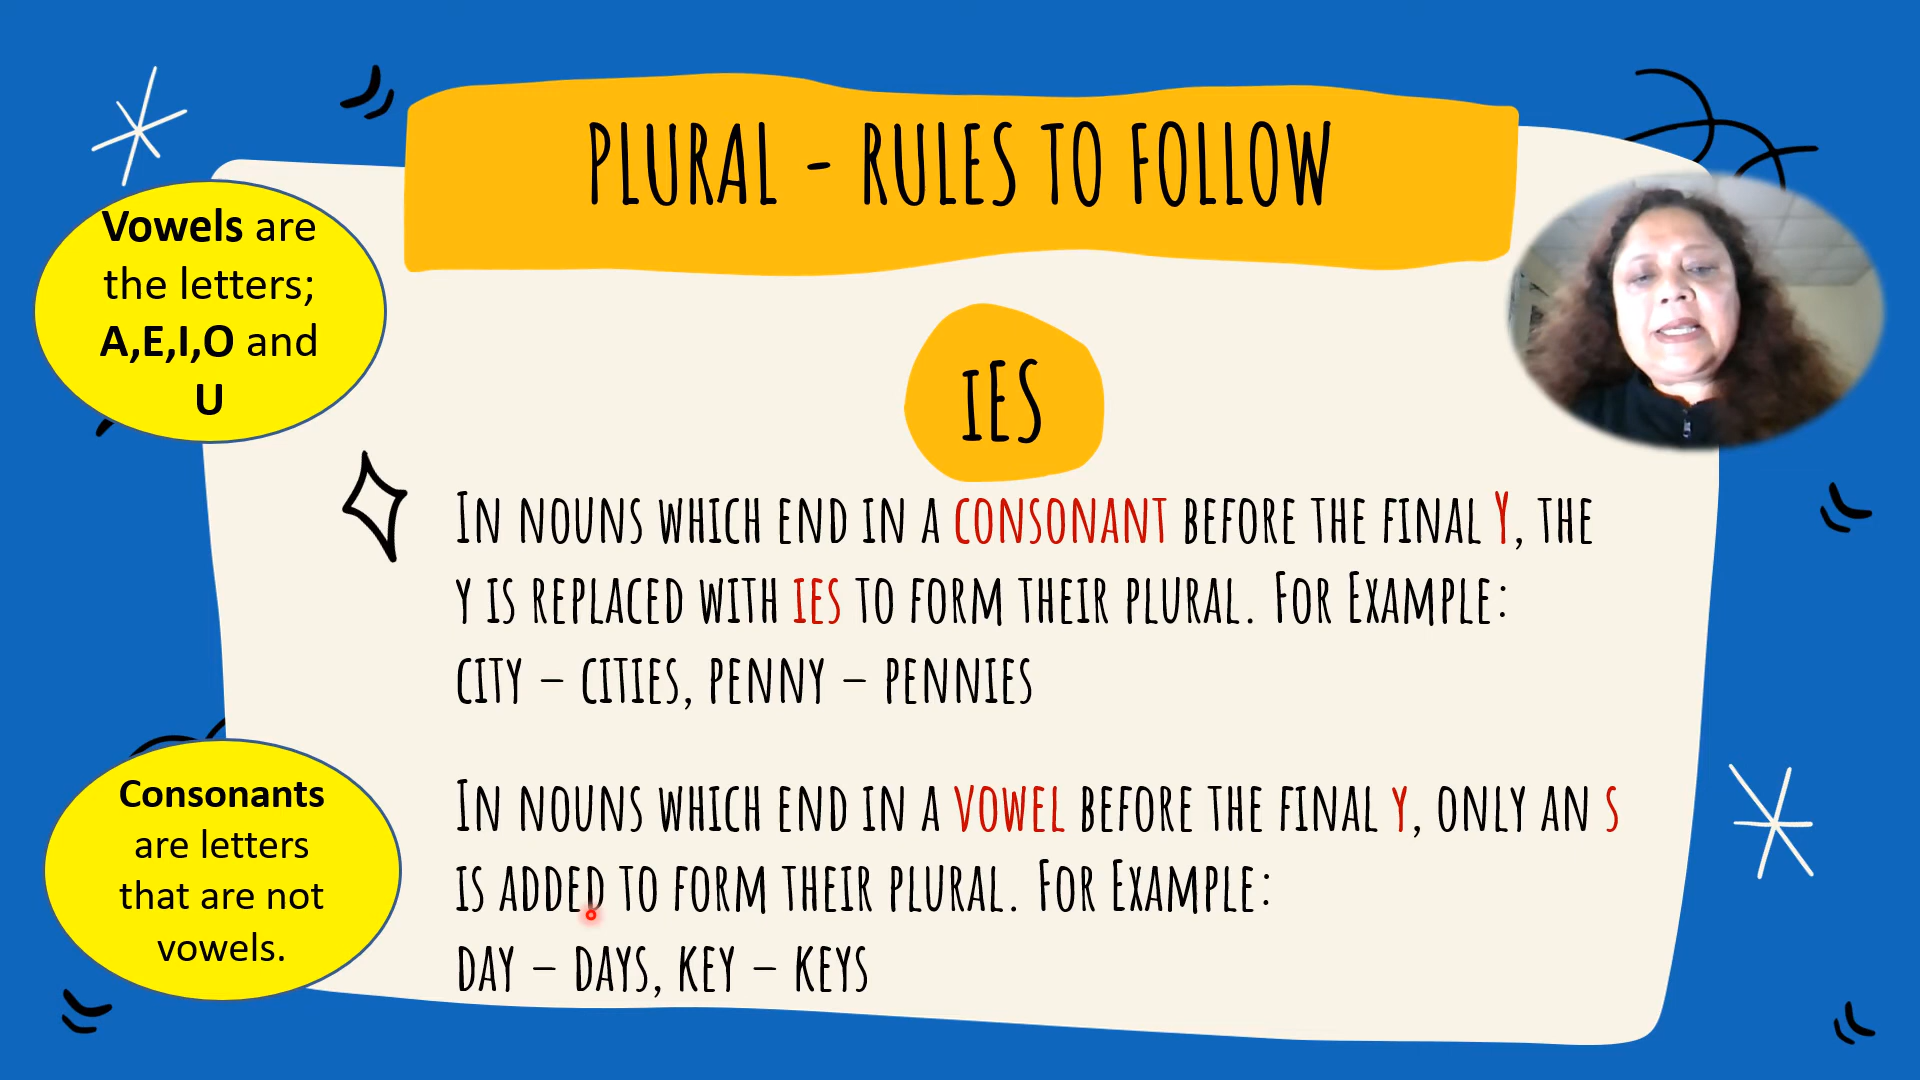 PLURAL - RULES TO FOLLOW
Vowels are
the letters;
A,E,I,O and
U
IES
IN NOUNS WHICH END IN A CONSONANT BEFORE THE FINAL Y, THE
Y IS REPLACED WITH IES TO FORM THEIR PLURAL. FOR EXAMPLE:
CITY – CITIES, PENNY – PENNIES
IN NOUNS WHICH END IN A VOWEL BEFORE THE FINAL Y, ONLY AN S
IS ADDED TO FORM THEIR PLURAL. FOR EXAMPLE:
DAY – DAYS, KEY – KEYS
Consonants
are letters
that are not
vowels.